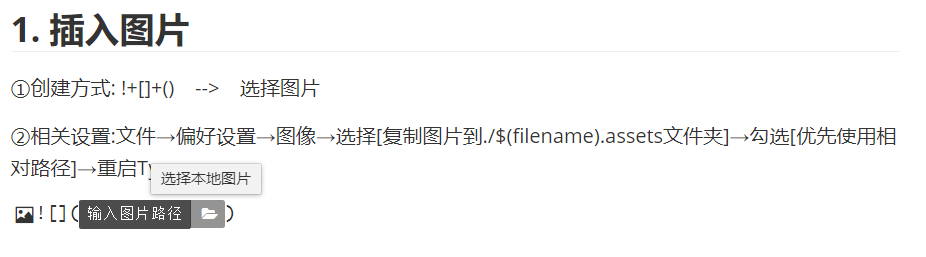 1. 插入图片
①创建方式: !+[]+() --> 选择图片
②相关设置:文件→偏好设置→图像→选择[复制图片到./$(filename).assets文件夹]→勾选[优先使用相
对路径]→重启Ty
选择本地图片
![](输入图片路径)